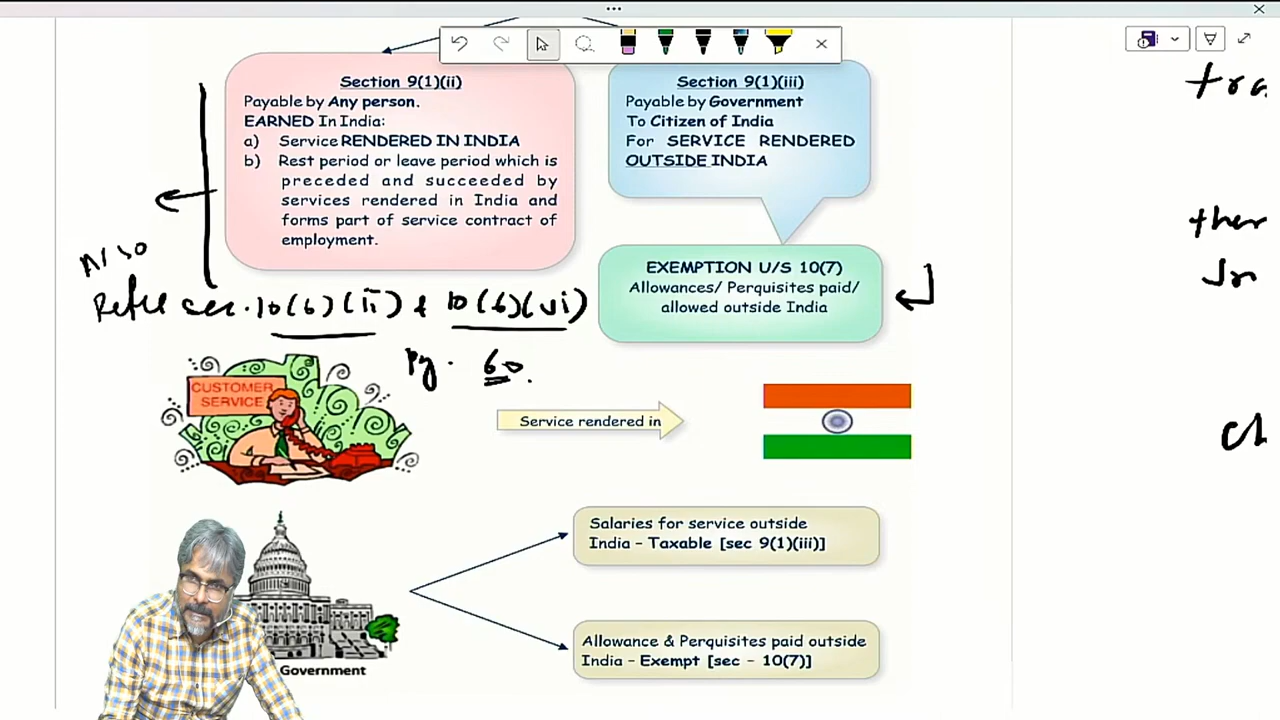 Section 9(1)(ii)
Payable by Any person.
EARNED In India:
a) Service RENDERED IN INDIA
b) Rest period or leave period which is
preceded and succeeded by
services rendered in India and
forms part of service contract of
employment.
Section 9(1)(iii)
Payable by Government
To Citizen of India
For SERVICE RENDERED
OUTSIDE INDIA
EXEMPTION U/S 10(7)
Allowances/ Perquisites paid/
allowed outside India
Also
Refer sec. 10(6)(ii) & 10(6)(vi)
Pg. 60.
CUSTOMER
SERVICE
Service rendered in
Salaries for service outside
India – Taxable [sec 9(1)(iii)]
Allowance & Perquisites paid outside
India – Exempt [sec – 10(7)]
Government